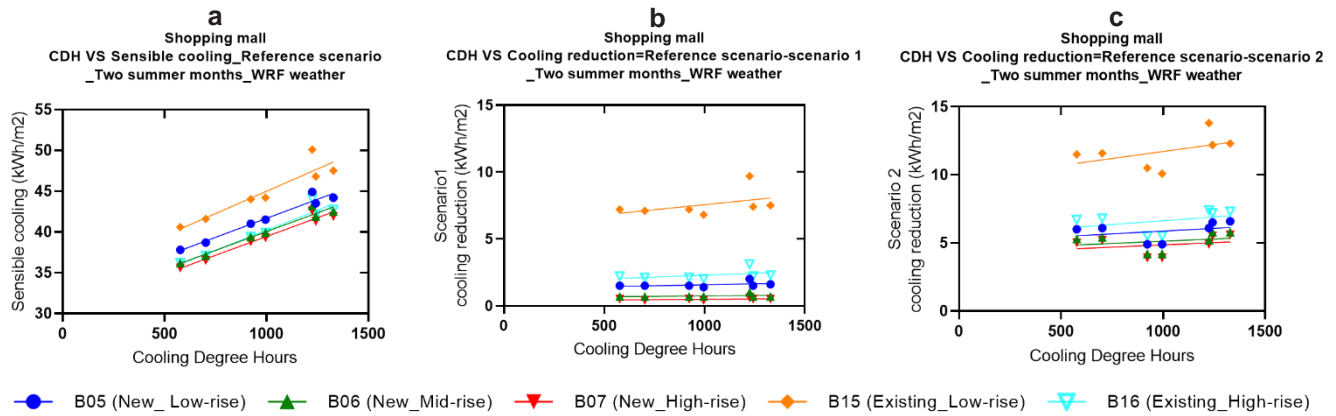 a
Shopping mall
CDH VS Sensible cooling_Reference scenario
_Two summer months_WRF weather
55
50
45
40
35
30
Sensible cooling (kWh/m2)
0
500
1000
1500
Cooling Degree Hours
b
Shopping mall
CDH VS Cooling reduction=Reference scenario-scenario 1
_Two summer months_WRF weather
15
10
5
0
Scenario1
cooling reduction (kWh/m2)
0
500
1000
1500
Cooling Degree Hours
c
Shopping mall
CDH VS Cooling reduction=Reference scenario-scenario 2
_Two summer months_WRF weather
15
10
5
0
Scenario 2
cooling reduction (kWh/m2)
0
500
1000
1500
Cooling Degree Hours
B05 (New_ Low-rise)
B06 (New_Mid-rise)
B07 (New_High-rise)
B15 (Existing_Low-rise)
B16 (Existing_High-rise)